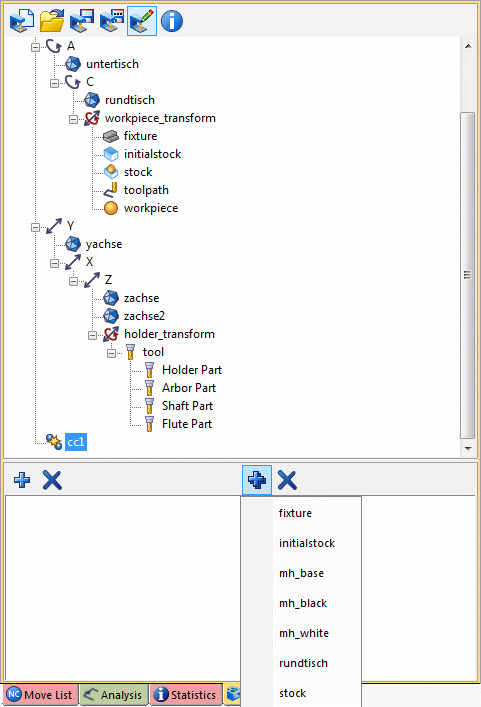 A
untertisch
C
rundtisch
workpiece_transform
fixture
initialstock
stock
toolpath
workpiece
Y
yachse
X
Z
zachse
zachse2
holder_transform
tool
Holder Part
Arbor Part
Shaft Part
Flute Part
cc1
fixture
initialstock
mh_base
mh_black
mh_white
rundtisch
stock
NC Move List Analysis Statistics